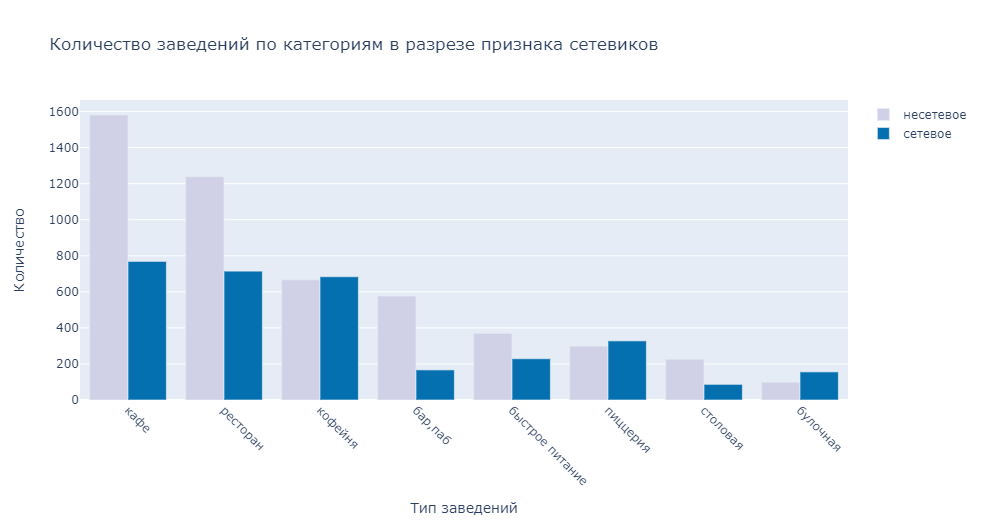 Количество заведений по категориям в разрезе признака сетевиков
несетевое
сетевое
Количество
1600
1400
1200
1000
800
600
400
200
0
кафе
ресторан
кофейня
бар,паб
быстрое питание
пиццерия
столовая
булочная
Тип заведений